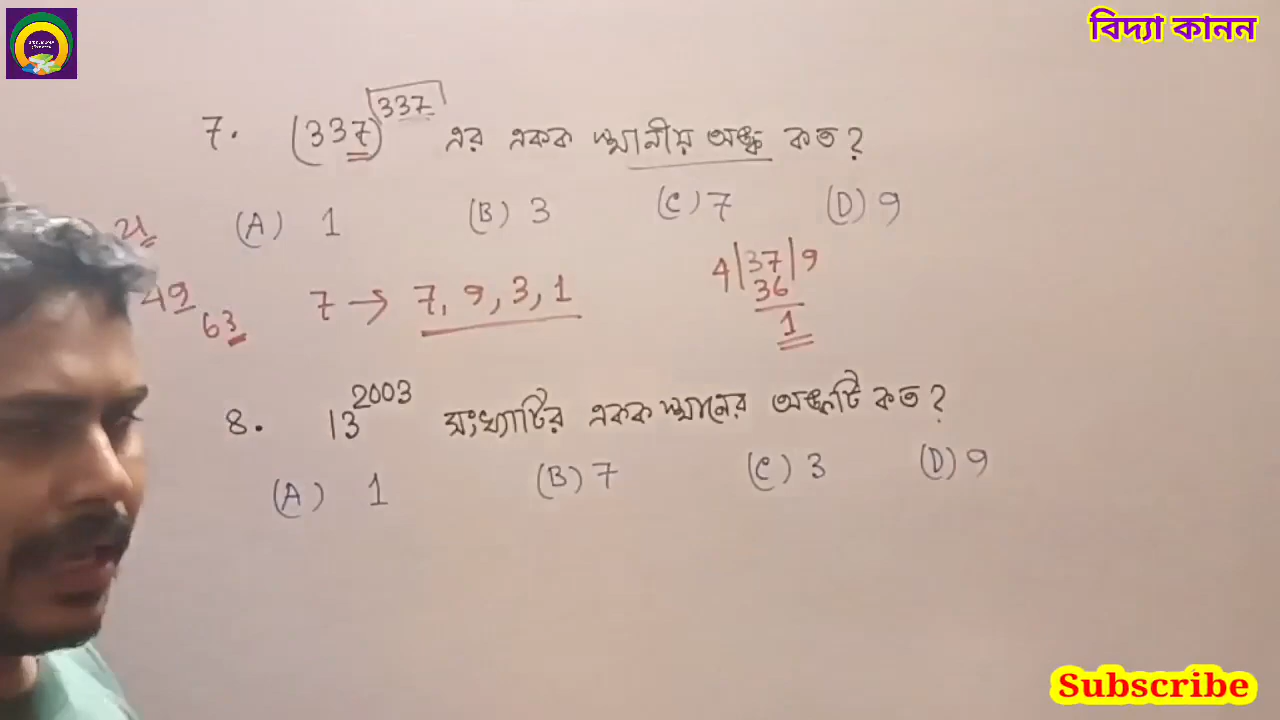 বিদ্যা কানন
7. (337)^337 এর একক স্থানীয় অঙ্ক কত?
(A) 1 (B) 3 (C) 7 (D) 9
49
63
7 → 7, 9, 3, 1
4|37|9
36
1
8. 13^2003 সংখ্যাটির একক স্থানের অঙ্কটি কত?
(A) 1 (B) 7 (C) 3 (D) 9
Subscribe